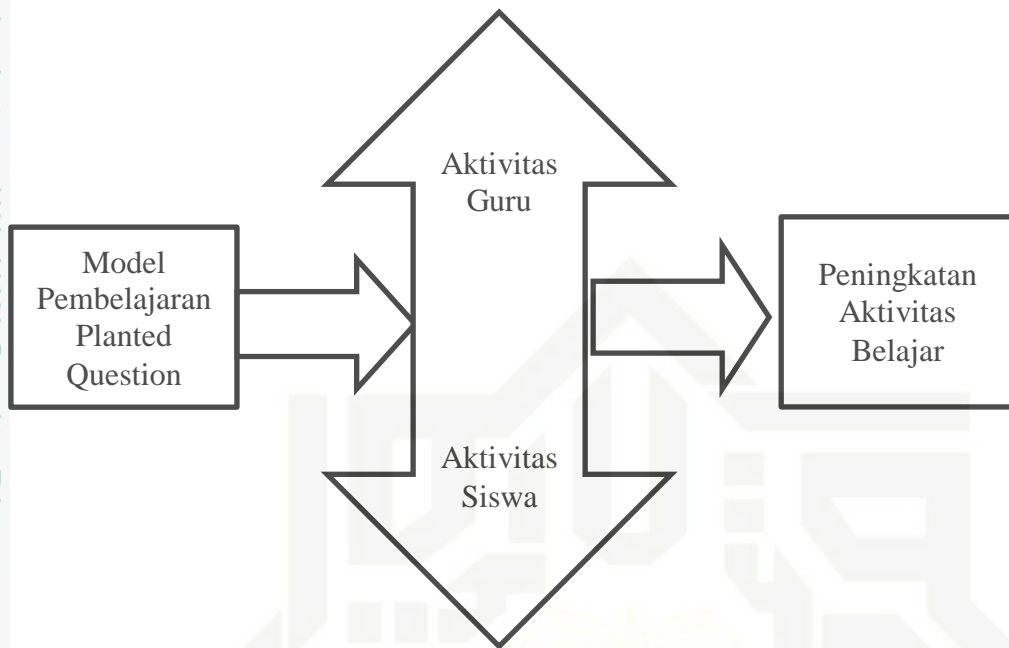 Model
Pembelajaran
Planted
Question
Aktivitas
Guru
Aktivitas
Siswa
Peningkatan
Aktivitas
Belajar